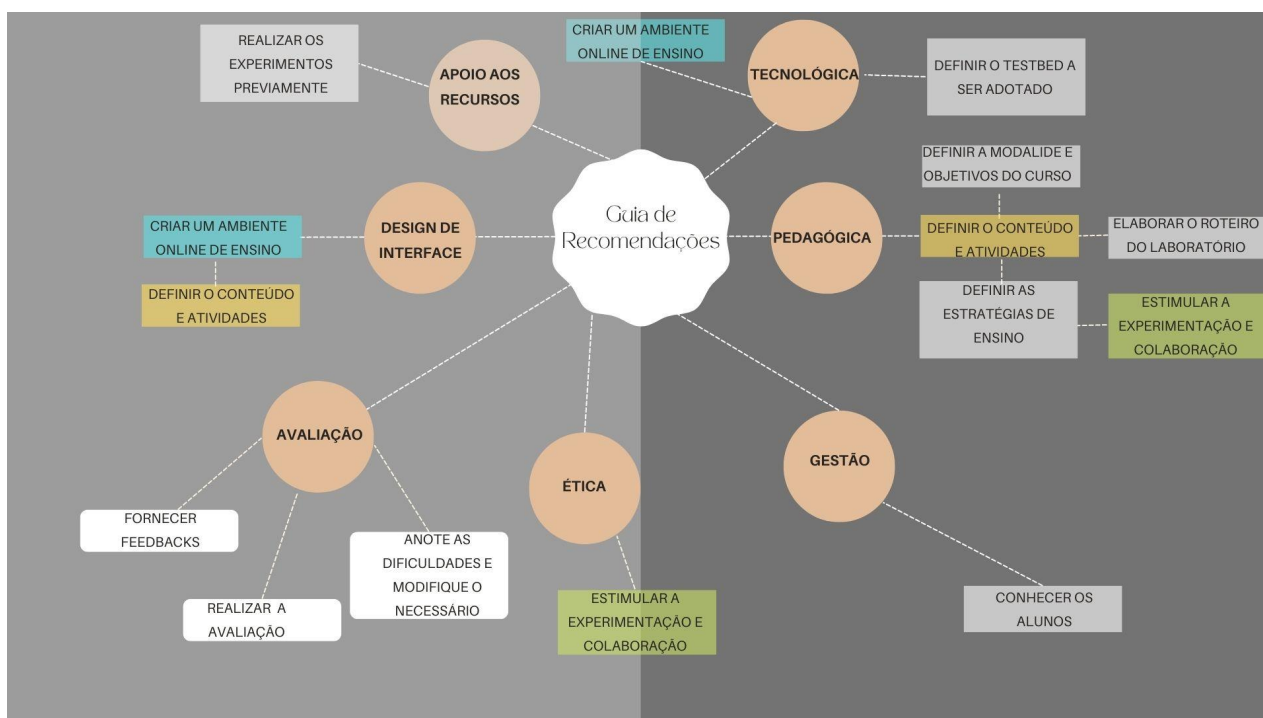 REALIZAR OS
EXPERIMENTOS
PREVIAMENTE
APOIO AOS
RECURSOS
CRIAR UM AMBIENTE
ONLINE DE ENSINO
TECNOLÓGICA
DEFINIR O TESTBED A
SER ADOTADO
Guia de
Recomendações
CRIAR UM AMBIENTE
ONLINE DE ENSINO
DEFINIR O CONTEÚDO
E ATIVIDADES
DESIGN DE
INTERFACE
PEDAGÓGICA
DEFINIR A MODALIDE E
OBJETIVOS DO CURSO
DEFINIR O CONTEÚDO
E ATIVIDADES
ELABORAR O ROTEIRO
DO LABORATÓRIO
DEFINIR AS
ESTRATÉGIAS DE
ENSINO
ESTIMULAR A
EXPERIMENTAÇÃO E
COLABORAÇÃO
AVALIAÇÃO
FORNECER
FEEDBACKS
REALIZAR A
AVALIAÇÃO
ANOTE AS
DIFICULDADES E
MODIFIQUE O
NECESSÁRIO
ÉTICA
ESTIMULAR A
EXPERIMENTAÇÃO E
COLABORAÇÃO
GESTÃO
CONHECER OS
ALUNOS